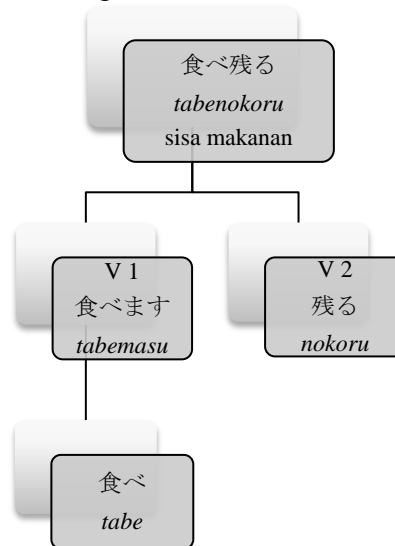 食べ残る
tabenokoru
sisa makanan
V 1
食べます
tabemasu
V 2
残る
nokoru
食べ
tabe